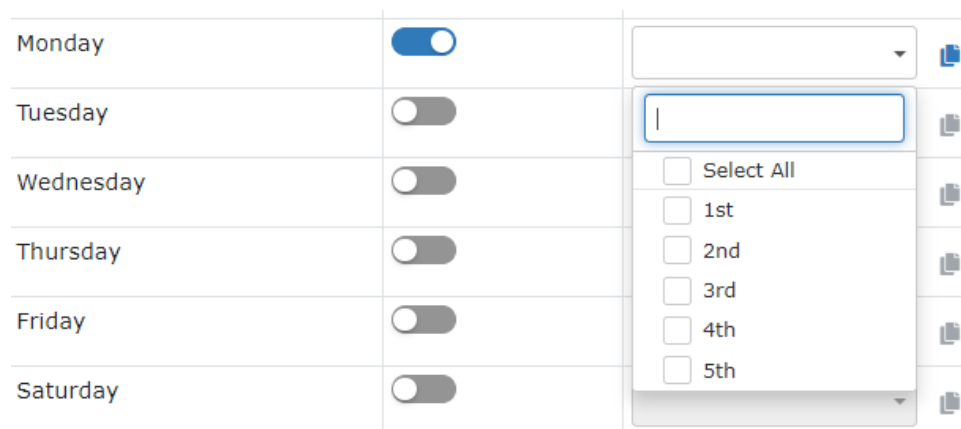 Monday
Tuesday
Wednesday
Thursday
Friday
Saturday
Select All
1st
2nd
3rd
4th
5th